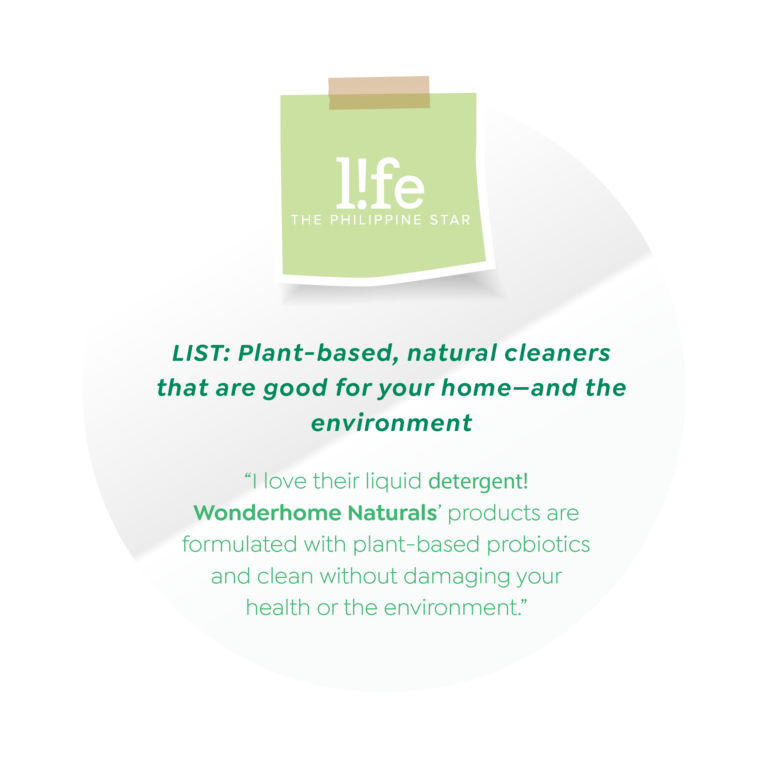 l!fe
THE PHILIPPINE STAR
LIST: Plant-based, natural cleaners
that are good for your home—and the
environment
“I love their liquid detergent!
Wonderhome Naturals’ products are
formulated with plant-based probiotics
and clean without damaging your
health or the environment.”